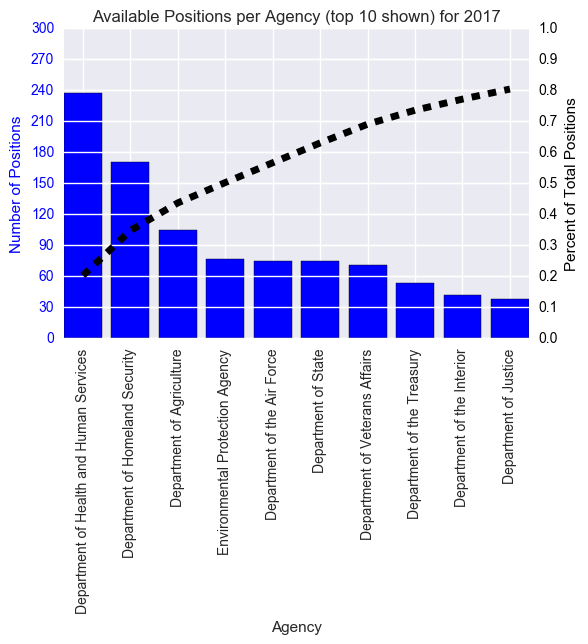 Available Positions per Agency (top 10 shown) for 2017
Number of Positions
300
270
240
210
180
150
120
90
60
30
0
1.0
0.9
0.8
0.7
0.6
0.5
0.4
0.3
0.2
0.1
0.0
Percent of Total Positions
Department of Health and Human Services
Department of Homeland Security
Department of Agriculture
Environmental Protection Agency
Department of the Air Force
Department of State
Department of Veterans Affairs
Department of the Treasury
Department of the Interior
Department of Justice
Agency